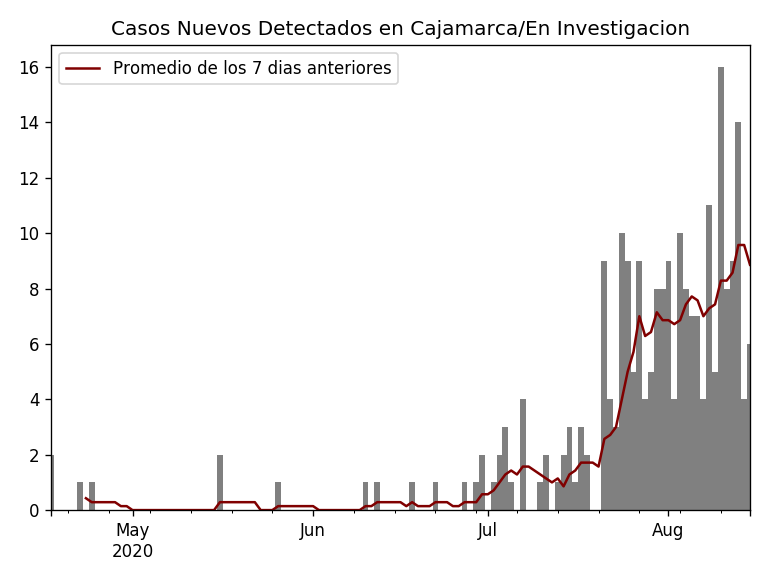 Casos Nuevos Detectados en Cajamarca/En Investigacion
Promedio de los 7 dias anteriores
16
14
12
10
8
6
4
2
0
May
2020
Jun
Jul
Aug